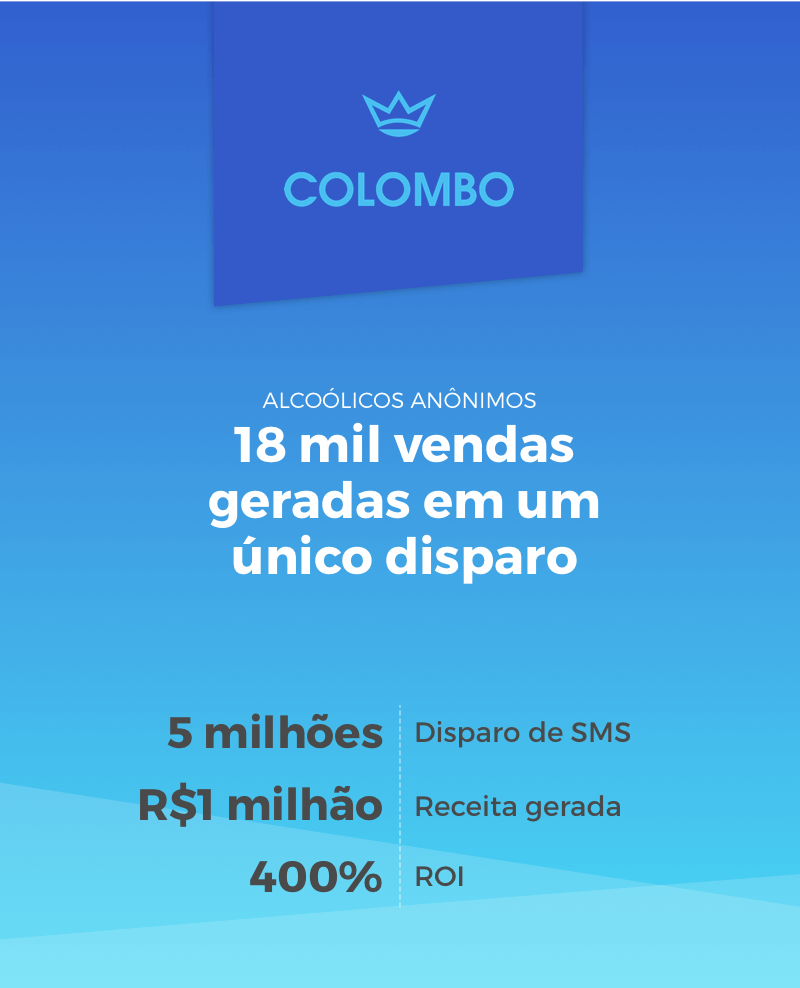 COLOMBO
ALCOÓLICOS ANÔNIMOS
18 mil vendas
geradas em um
único disparo
5 milhões Disparo de SMS
R$1 milhão Receita gerada
400% ROI